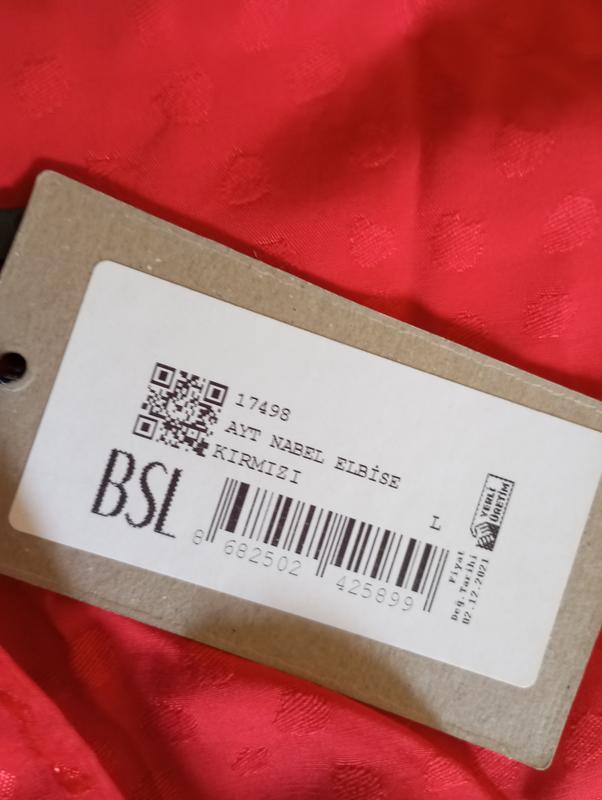 17498
AYT NABEL ELBİSE
KIRMIZI
BSL
L
8 682502 425899
YERLİ
ÜRETİM
Fiyat
Değ.Tarihi
02.12.2021